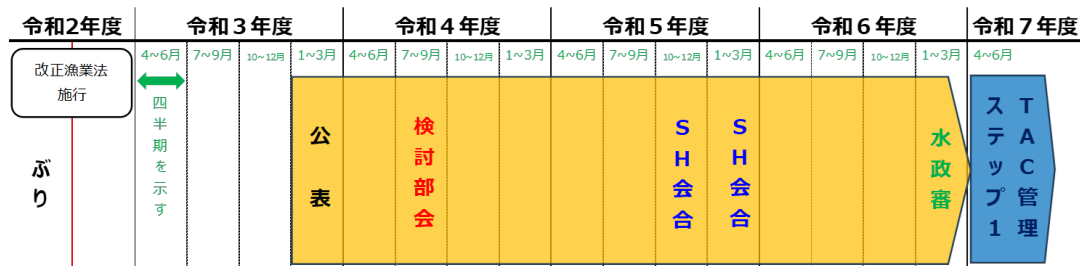 令和2年度 令和3年度 令和4年度 令和5年度 令和6年度 令和7年度
改正漁業法
施行
4~6月 7~9月 10~12月 1~3月 4~6月 7~9月 10~12月 1~3月 4~6月 7~9月 10~12月 1~3月 4~6月 7~9月 10~12月 1~3月 4~6月
ぶり
四半期を示す
公表
検討部会
SH会合
SH会合
水政審
TAC管理
ステップ1